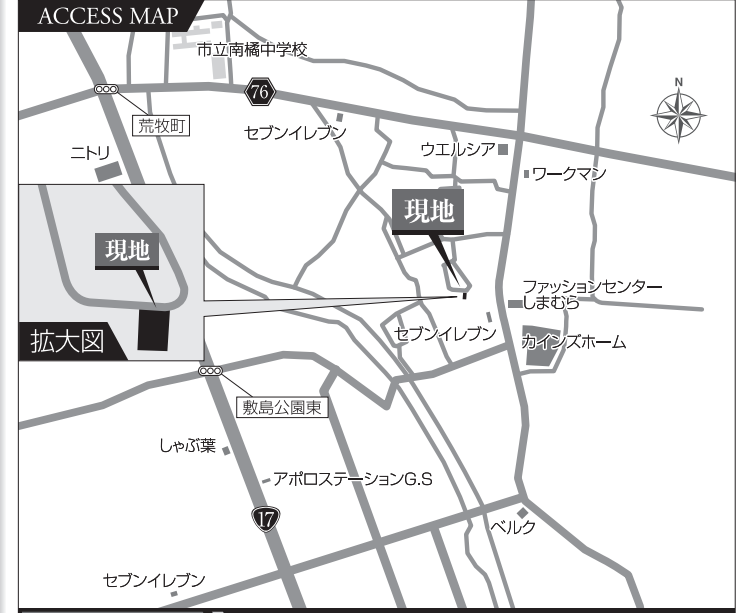 ACCESS MAP
市立南橘中学校
76
N
荒牧町
セブンイレブン
ウエルシア
ニトリ
ワークマン
現地
現地
ファッションセンター
しまむら
セブンイレブン
カインズホーム
拡大図
敷島公園東
しゃぶ葉
アポロステーションG.S
17
ベルク
セブンイレブン